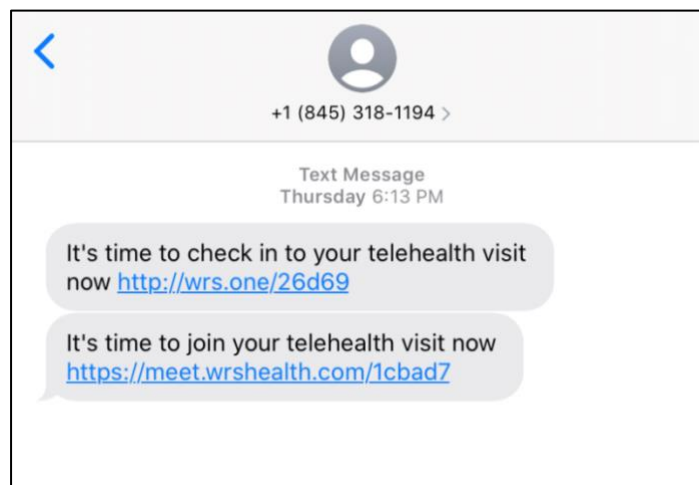 +1 (845) 318-1194 >
Text Message
Thursday 6:13 PM
It's time to check in to your telehealth visit
now http://wrs.one/26d69
It's time to join your telehealth visit now
https://meet.wrshealth.com/1cbad7